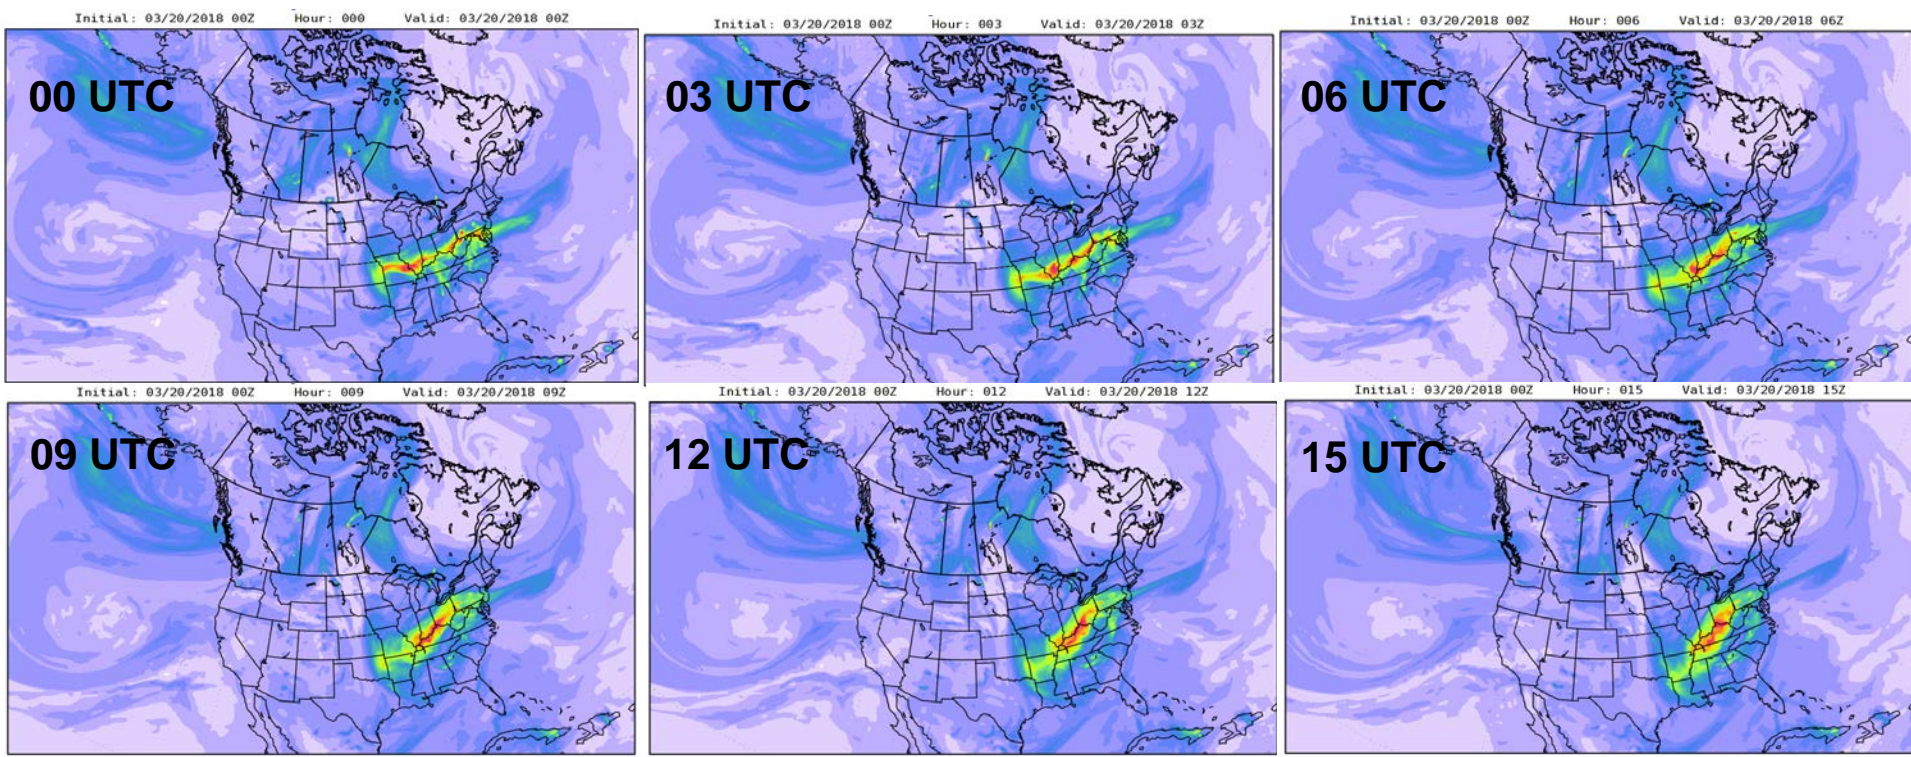 Initial: 03/20/2018 00Z Hour: 000 Valid: 03/20/2018 00Z
00 UTC
Initial: 03/20/2018 00Z Hour: 003 Valid: 03/20/2018 03Z
03 UTC
Initial: 03/20/2018 00Z Hour: 006 Valid: 03/20/2018 06Z
06 UTC
Initial: 03/20/2018 00Z Hour: 009 Valid: 03/20/2018 09Z
09 UTC
Initial: 03/20/2018 00Z Hour: 012 Valid: 03/20/2018 12Z
12 UTC
Initial: 03/20/2018 00Z Hour: 015 Valid: 03/20/2018 15Z
15 UTC